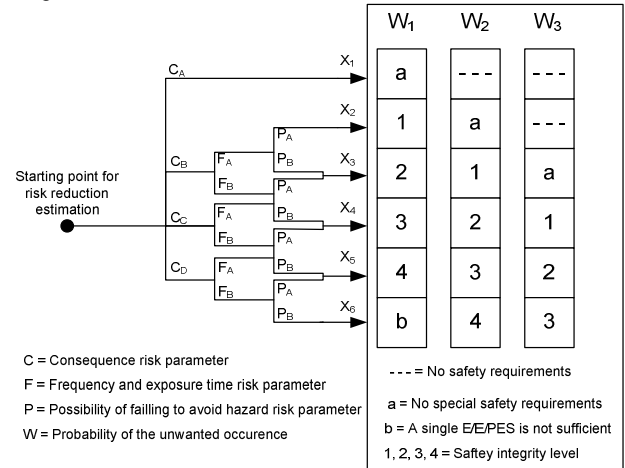 W1 W2 W3
CA X1 a - - - - - -
X2 1 a - - -
PA
CB FA PB X3 2 1 a
FB PA
Starting point for
risk reduction
estimation
CC FA PB X4 3 2 1
FB PA
CD FA PB X5 4 3 2
FB PA
PB X6 b 4 3
C = Consequence risk parameter
F = Frequency and exposure time risk parameter
P = Possibility of failling to avoid hazard risk parameter
W = Probability of the unwanted occurence
- - - = No safety requirements
a = No special safety requirements
b = A single E/E/PES is not sufficient
1, 2, 3, 4 = Saftey integrity level